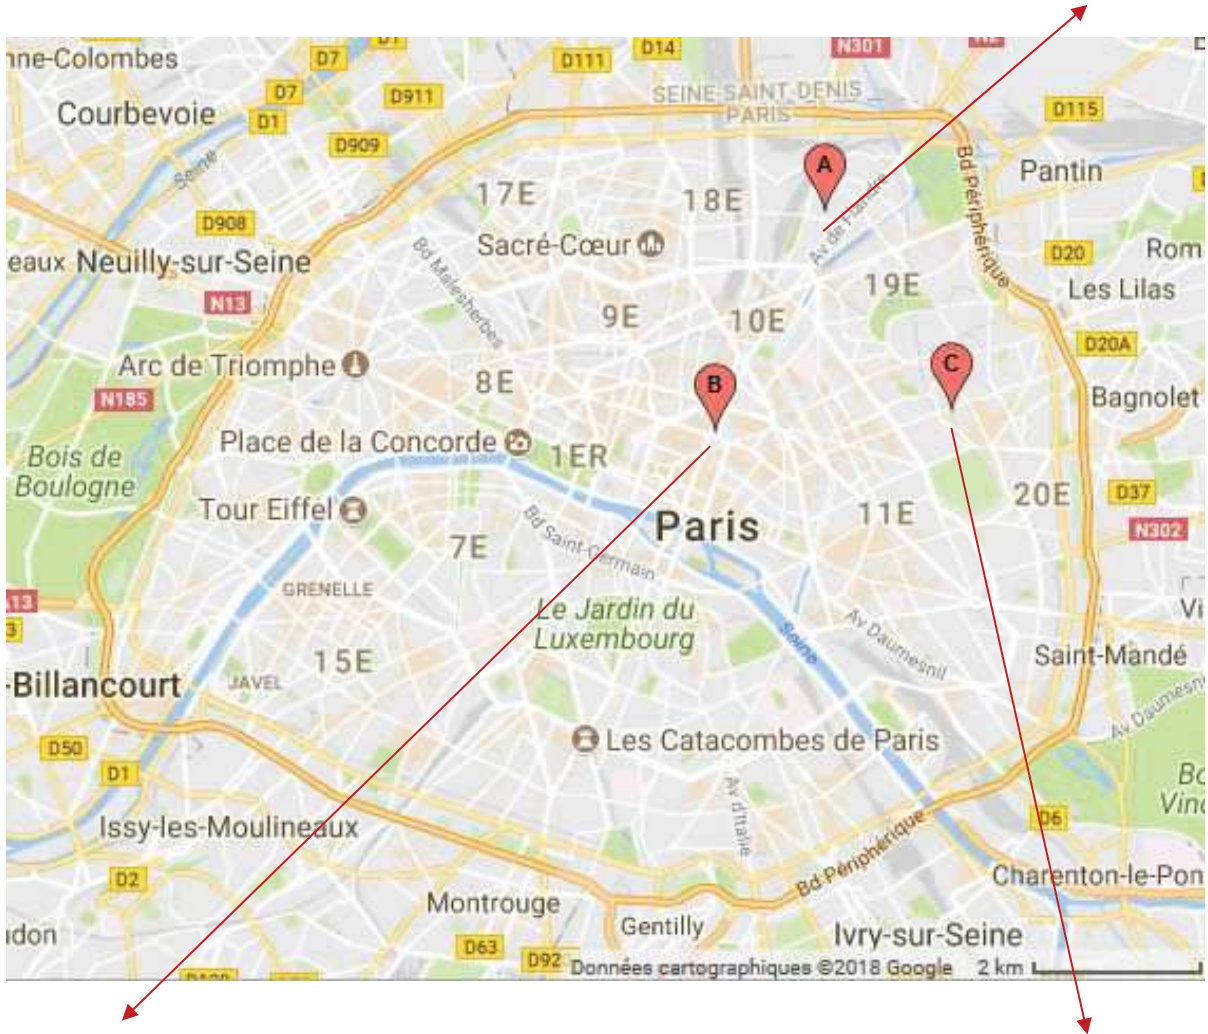 D1
D7
D111
D14
N301
N2
nne-Colombes
D7
D911
SEINE-SAINT-DENIS
PARIS
D115
Courbevoie
D1
D909
Bd Périphérique
Pantin
Seine
A
17E
18E
Av de Flandre
D908
Sacré-Cœur
D20
Rom
eaux
Neuilly-sur-Seine
Bd Malesherbes
19E
Les Lilas
N13
9E
10E
D20A
Arc de Triomphe
8E
B
C
N185
Bagnolet
Place de la Concorde
1ER
Bois de
Boulogne
20E
D37
Tour Eiffel
Paris
11E
N302
7E
Bd Saint-Germain
GRENELLE
A13
Le Jardin du
Luxembourg
Vi
Seine
Av Daumesnil
15E
Saint-Mandé
-Billancourt
JAVEL
Av Daumesn
D50
Les Catacombes de Paris
D1
Av d'Italie
Bo
Vinc
Issy-les-Moulineaux
D6
Bd Périphérique
D2
Charenton-le-Pon
Montrouge
Gentilly
Ivry-sur-Seine
udon
D63
D92
Données cartographiques ©2018 Google
2 km